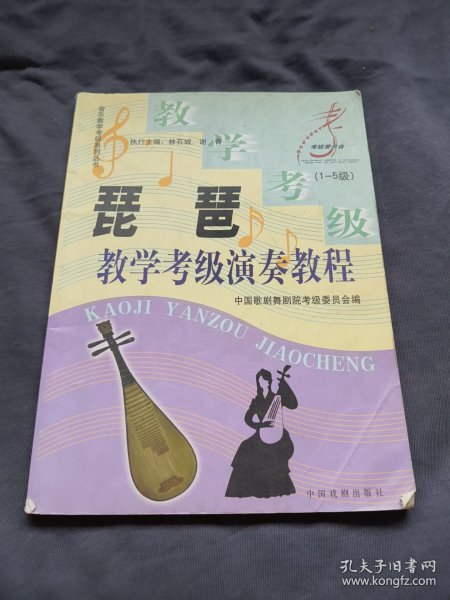 音乐教学考级系列丛书
教学考级
执行主编：林石城 谢青
考级委员会
（1-5级）
琵琶
教学考级演奏教程
中国歌剧舞剧院考级委员会编
KAOJI YANZOU JIAOCHENG
中国戏剧出版社
孔夫子旧书网
www.kongfz.com